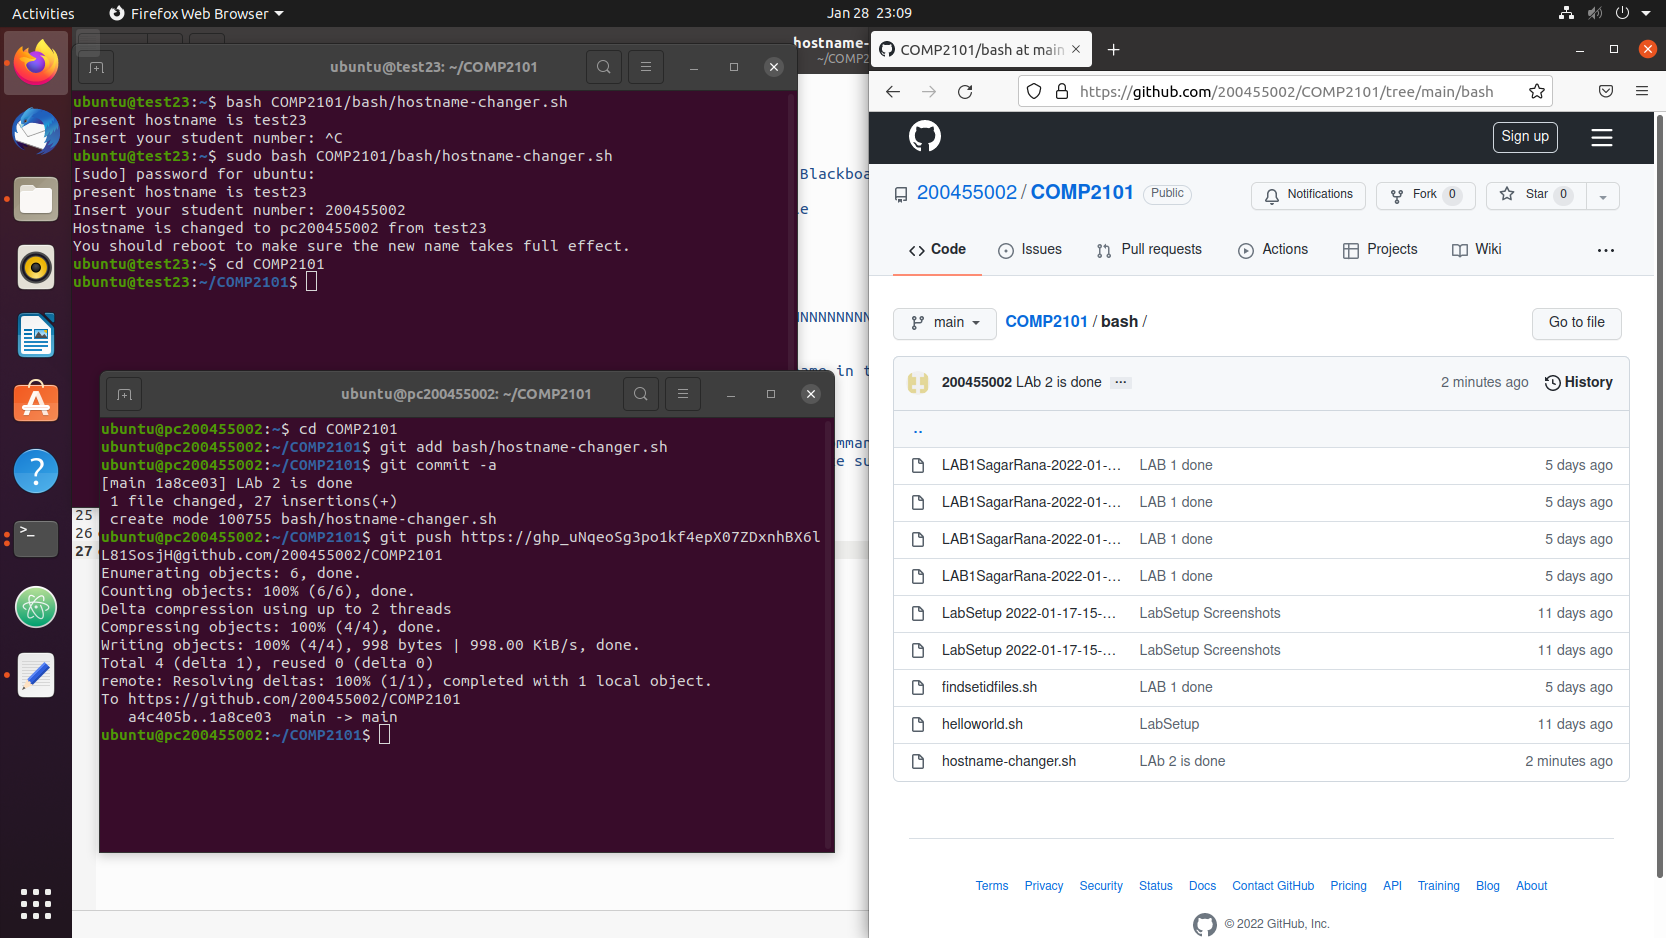 Activities
Firefox Web Browser
Jan 28 23:09
hostname-
~/COMP2
ubuntu@test23: ~/COMP2101
ubuntu@test23:~$ bash COMP2101/bash/hostname-changer.sh
present hostname is test23
Insert your student number: ^C
ubuntu@test23:~$ sudo bash COMP2101/bash/hostname-changer.sh
[sudo] password for ubuntu:
present hostname is test23
Insert your student number: 200455002
Hostname is changed to pc200455002 from test23
You should reboot to make sure the new name takes full effect.
ubuntu@test23:~$ cd COMP2101
ubuntu@test23:~/COMP2101$
Blackboa
le
NNNNNNNNN
ame in t
omman
e su
25
26
27
ubuntu@pc200455002: ~/COMP2101
ubuntu@pc200455002:~$ cd COMP2101
ubuntu@pc200455002:~/COMP2101$ git add bash/hostname-changer.sh
ubuntu@pc200455002:~/COMP2101$ git commit -a
[main 1a8ce03] LAb 2 is done
1 file changed, 27 insertions(+)
create mode 100755 bash/hostname-changer.sh
ubuntu@pc200455002:~/COMP2101$ git push https://ghp_uNqeoSg3po1kf4epX07ZDxnhBX6l
L81SosjH@github.com/200455002/COMP2101
Enumerating objects: 6, done.
Counting objects: 100% (6/6), done.
Delta compression using up to 2 threads
Compressing objects: 100% (4/4), done.
Writing objects: 100% (4/4), 998 bytes | 998.00 KiB/s, done.
Total 4 (delta 1), reused 0 (delta 0)
remote: Resolving deltas: 100% (1/1), completed with 1 local object.
To https://github.com/200455002/COMP2101
a4c405b..1a8ce03 main -> main
ubuntu@pc200455002:~/COMP2101$
COMP2101/bash at main
https://github.com/200455002/COMP2101/tree/main/bash
Sign up
200455002 / COMP2101 Public
Notifications
Fork 0
Star 0
Code
Issues
Pull requests
Actions
Projects
Wiki
main
COMP2101 / bash /
Go to file
200455002 LAb 2 is done ... 2 minutes ago History
..
LAB1SagarRana-2022-01-... LAB 1 done 5 days ago
LAB1SagarRana-2022-01-... LAB 1 done 5 days ago
LAB1SagarRana-2022-01-... LAB 1 done 5 days ago
LAB1SagarRana-2022-01-... LAB 1 done 5 days ago
LabSetup 2022-01-17-15-... LabSetup Screenshots 11 days ago
LabSetup 2022-01-17-15-... LabSetup Screenshots 11 days ago
findsetidfiles.sh LAB 1 done 5 days ago
helloworld.sh LabSetup 11 days ago
hostname-changer.sh LAb 2 is done 2 minutes ago
Terms Privacy Security Status Docs Contact GitHub Pricing API Training Blog About
© 2022 GitHub, Inc.